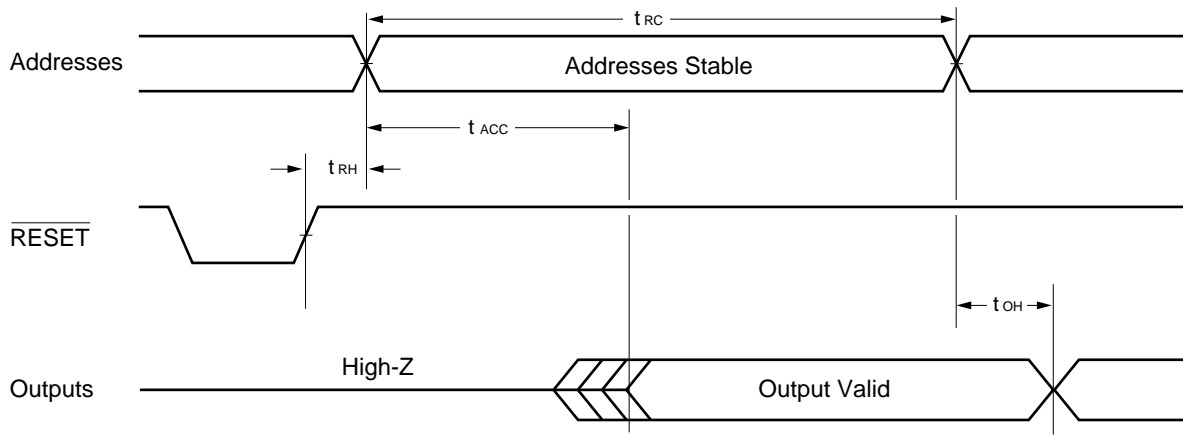 t RC
Addresses
Addresses Stable
t ACC
t RH
RESET
t OH
High-Z
Outputs
Output Valid